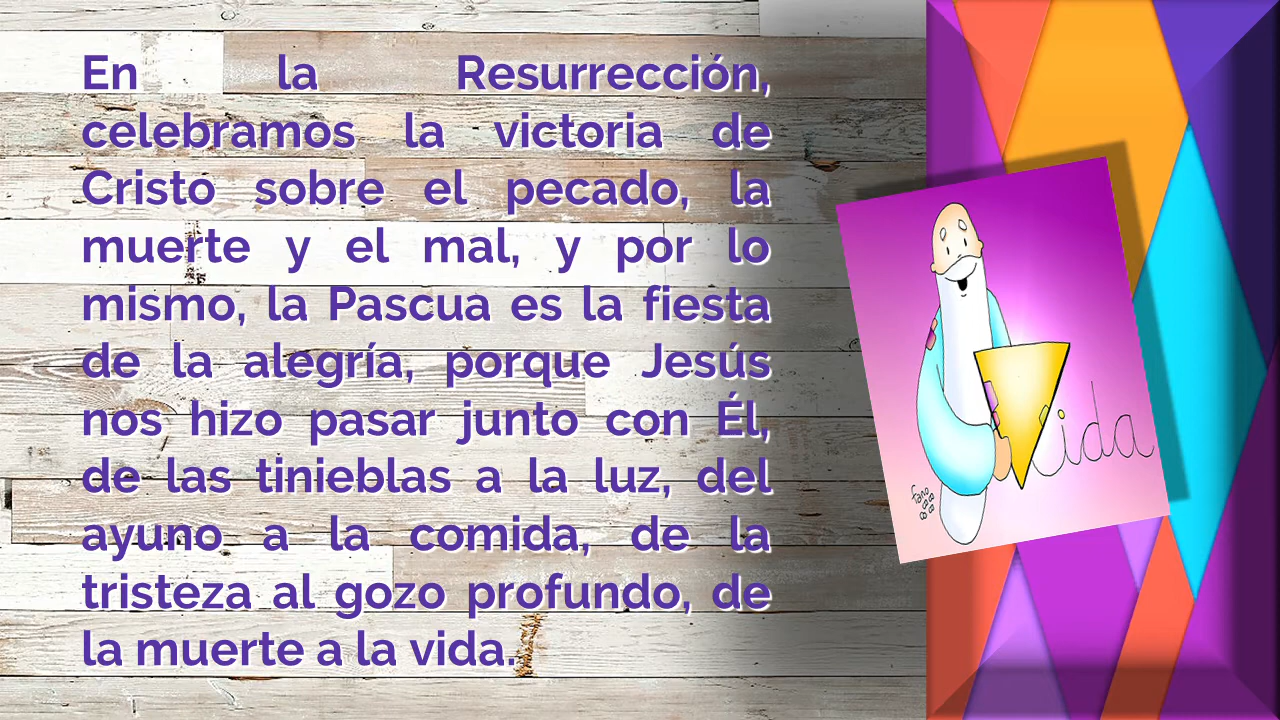 En la Resurrección,
celebramos la victoria de
Cristo sobre el pecado, la
muerte y el mal, y por lo
mismo, la Pascua es la fiesta
de la alegría, porque Jesús
nos hizo pasar junto con Él,
de las tinieblas a la luz, del
ayuno a la comida, de la
tristeza al gozo profundo, de
la muerte a la vida.
Vida
fano